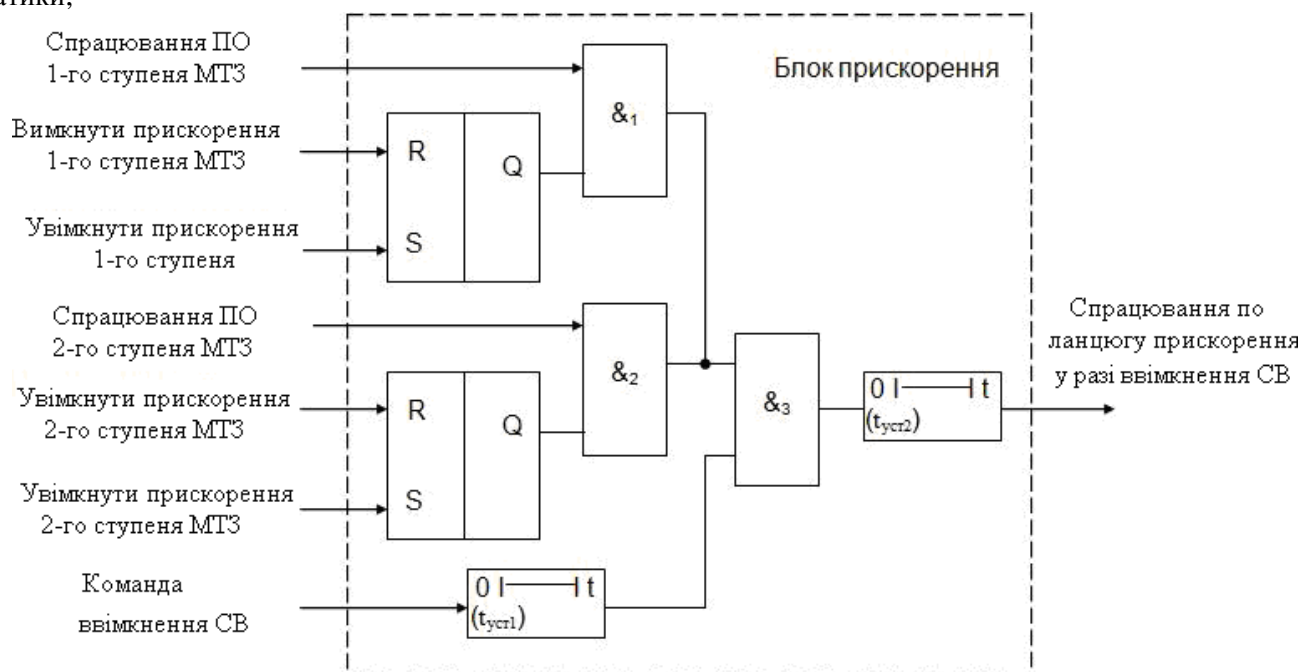 Спрацювання ПО
1-го ступеня МТЗ
Блок прискорення
&1
Вимкнути прискорення
1-го ступеня МТЗ
R
Q
Увімкнути прискорення
1-го ступеня
S
Спрацювання ПО
2-го ступеня МТЗ
&2
Увімкнути прискорення
2-го ступеня МТЗ
R
Q
Увімкнути прискорення
2-го ступеня МТЗ
S
&3
0 t
(tуст2)
Спрацювання по
ланцюгу прискорення
у разі ввімкнення СВ
Команда
ввімкнення СВ
0 t
(tуст1)